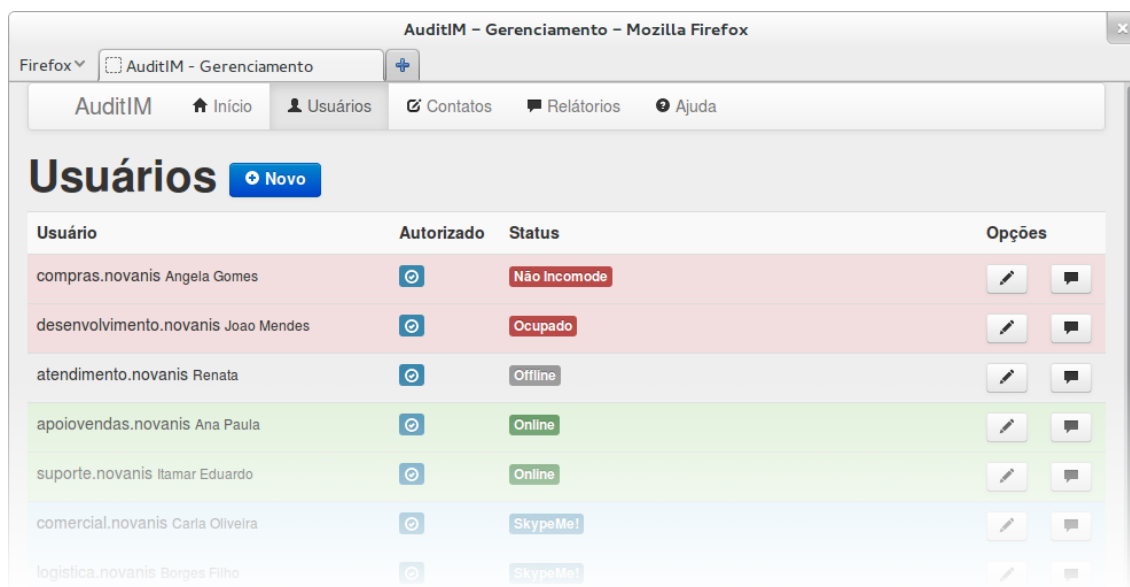 AuditIM – Gerenciamento – Mozilla Firefox
Firefox AuditIM - Gerenciamento
AuditIM Início Usuários Contatos Relátorios Ajuda
Usuários Novo
Usuário Autorizado Status Opções
compras.novanis Angela Gomes Não Incomode
desenvolvimento.novanis Joao Mendes Ocupado
atendimento.novanis Renata Offline
apoiovendas.novanis Ana Paula Online
suporte.novanis Itamar Eduardo Online
comercial.novanis Carla Oliveira SkypeMe!
logistica.novanis Borges Filho SkypeMe!